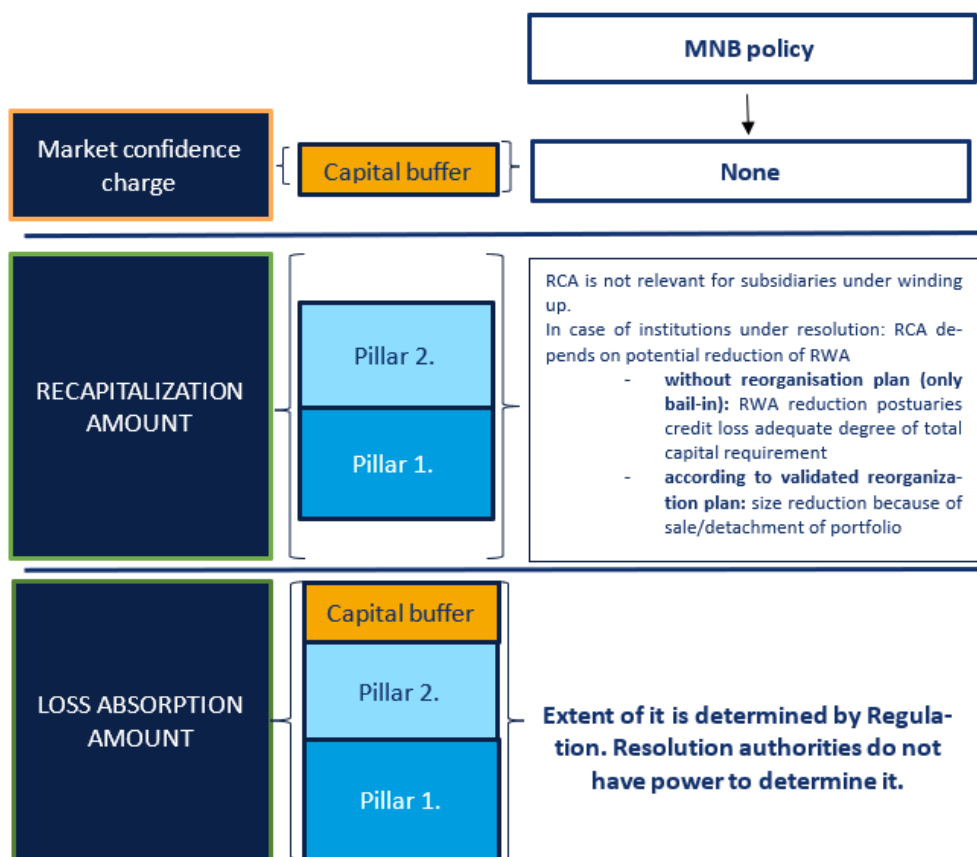 MNB policy
Market confidence
charge
Capital buffer
None
RECAPITALIZATION
AMOUNT
Pillar 2.
Pillar 1.
RCA is not relevant for subsidiaries under winding
up.
In case of institutions under resolution: RCA de-
pends on potential reduction of RWA
- without reorganisation plan (only
bail-in): RWA reduction postuaries
credit loss adequate degree of total
capital requirement
- according to validated reorganiza-
tion plan: size reduction because of
sale/detachment of portfolio
LOSS ABSORPTION
AMOUNT
Capital buffer
Pillar 2.
Pillar 1.
Extent of it is determined by Regula-
tion. Resolution authorities do not
have power to determine it.